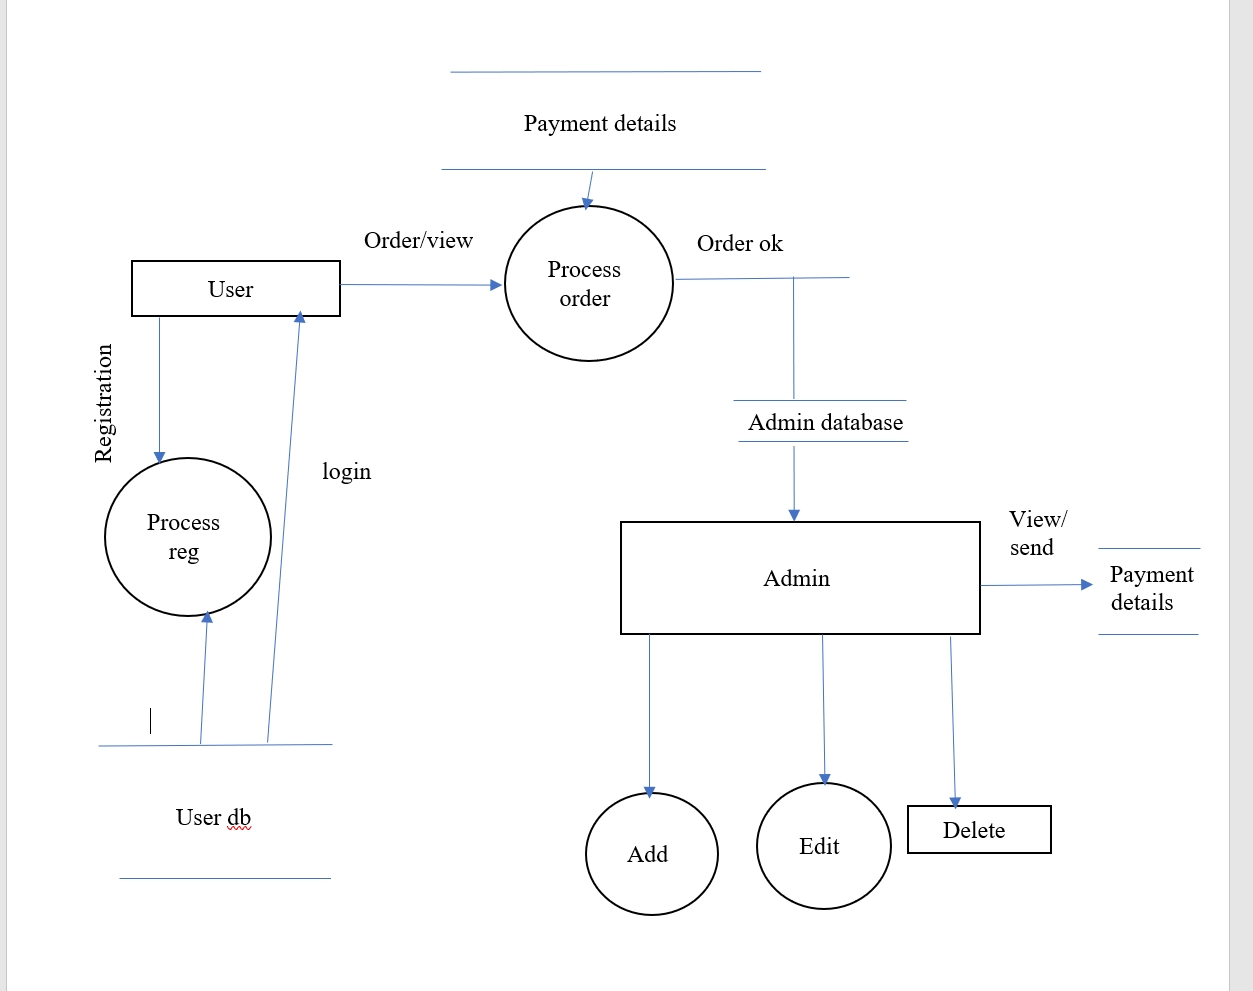 Payment details
Order/view
Order ok
User
Process
order
Registration
Admin database
login
Process
reg
View/
send
Admin
Payment
details
User db
Add
Edit
Delete